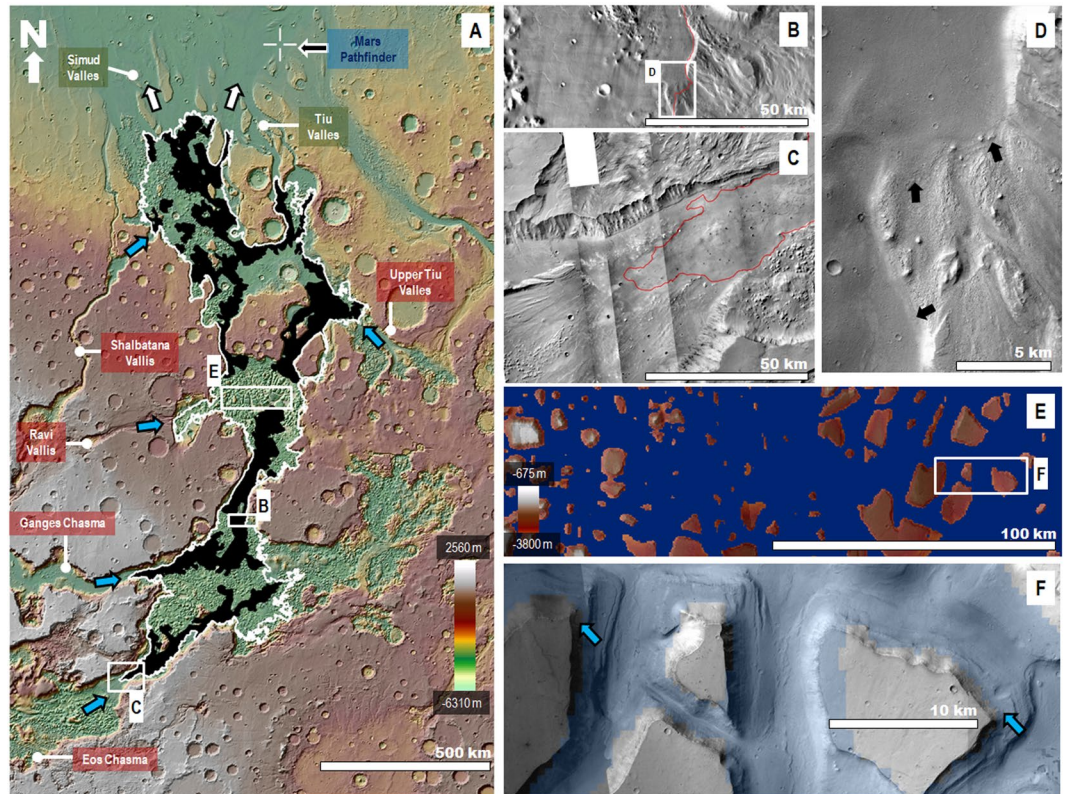 A
N
Simud
Valles
Mars
Pathfinder
Tiu
Valles
Upper Tiu
Valles
Shalbatana
Vallis
E
Ravi
Vallis
B
Ganges Chasma
2560 m
-6310 m
C
Eos Chasma
500 km
B
D
50 km
C
50 km
D
5 km
E
-675 m
-3800 m
F
100 km
F
10 km